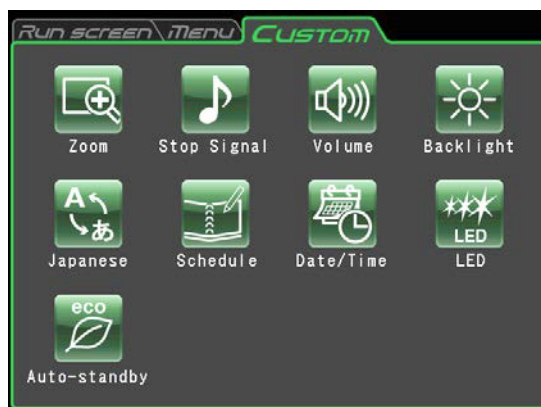 Run screen Menu Custom
Zoom Stop Signal Volume Backlight
A あ LED
Japanese Schedule Date/Time LED
eco
Auto-standby